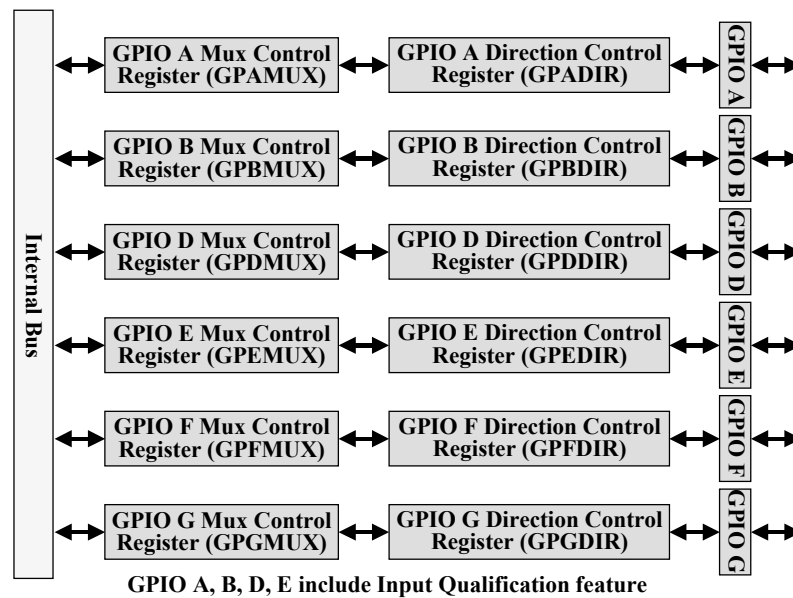 Internal Bus
GPIO A Mux Control
Register (GPAMUX)
GPIO A Direction Control
Register (GPADIR)
GPIO A
GPIO B Mux Control
Register (GPBMUX)
GPIO B Direction Control
Register (GPBDIR)
GPIO B
GPIO D Mux Control
Register (GPDMUX)
GPIO D Direction Control
Register (GPDDIR)
GPIO D
GPIO E Mux Control
Register (GPEMUX)
GPIO E Direction Control
Register (GPEDIR)
GPIO E
GPIO F Mux Control
Register (GPFMUX)
GPIO F Direction Control
Register (GPFDIR)
GPIO F
GPIO G Mux Control
Register (GPGMUX)
GPIO G Direction Control
Register (GPGDIR)
GPIO G
GPIO A, B, D, E include Input Qualification feature